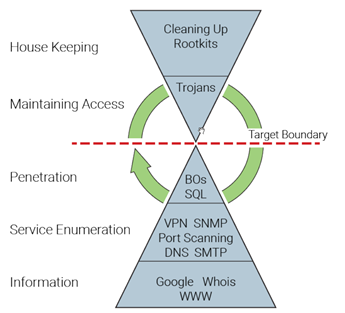 House Keeping
Cleaning Up
Rootkits
Maintaining Access
Trojans
Target Boundary
Penetration
BOs
SQL
Service Enumeration
VPN SNMP
Port Scanning
DNS SMTP
Information
Google Whois
WWW